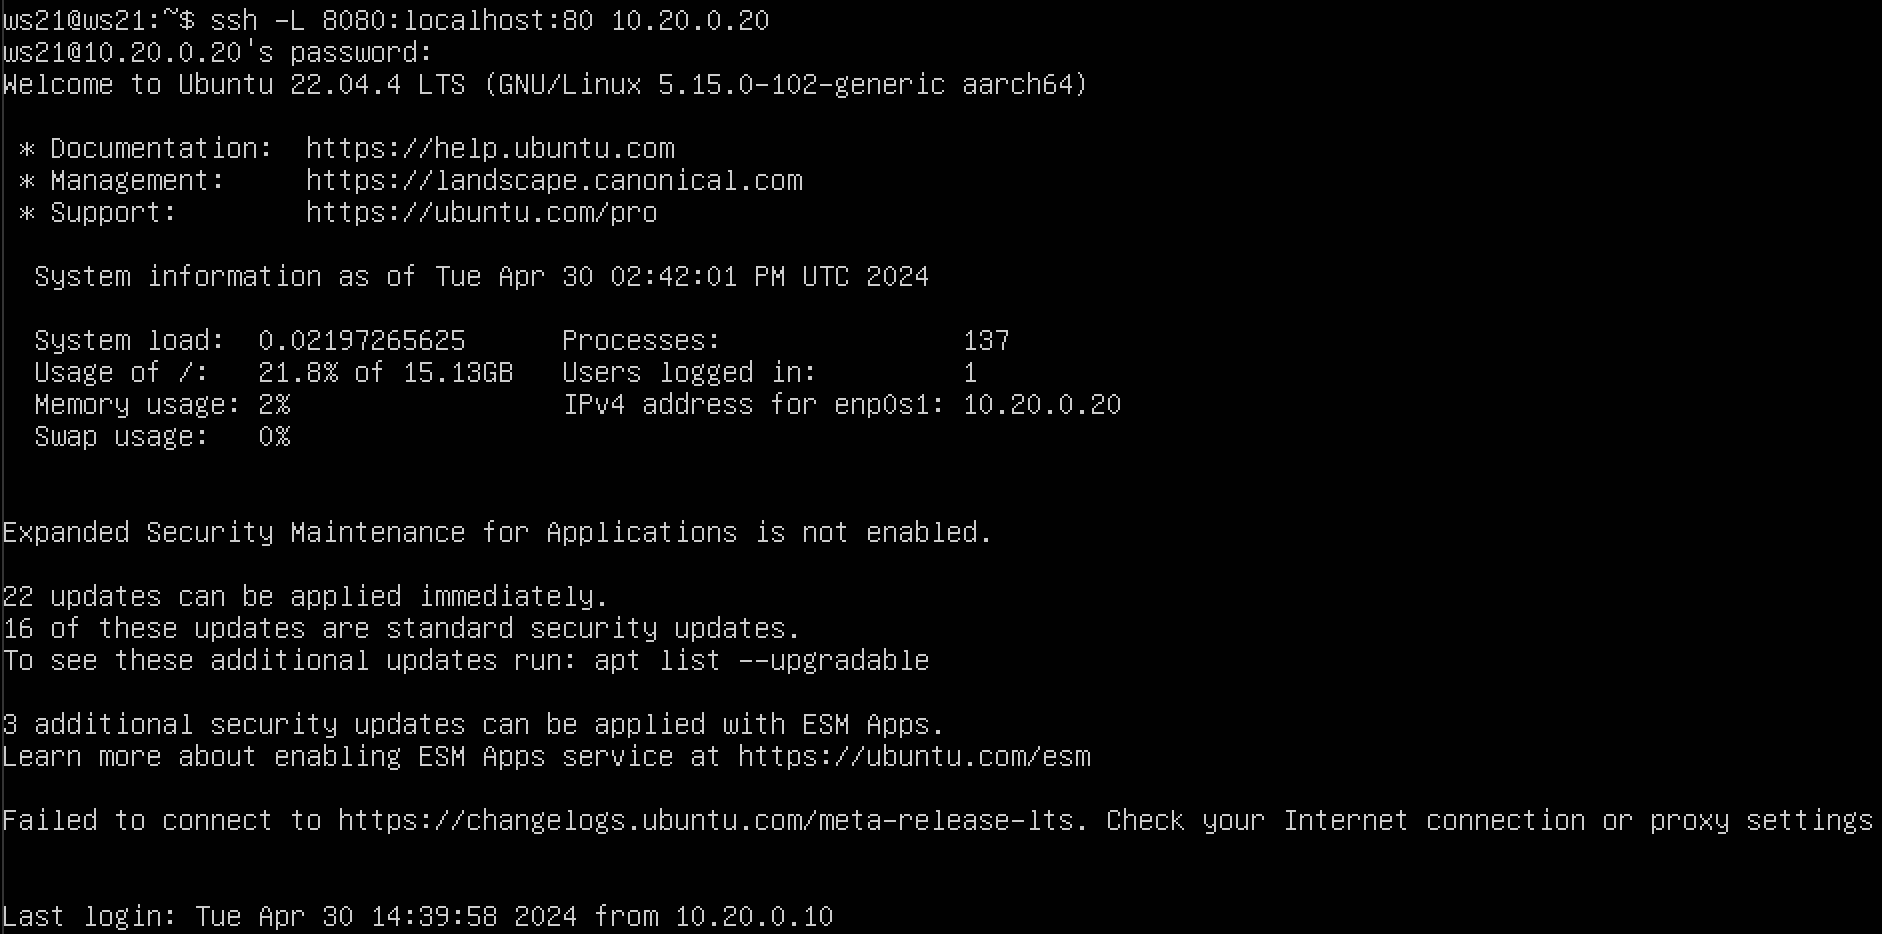 ws21@ws21:~$ ssh -L 8080:localhost:80 10.20.0.20
ws21@10.20.0.20's password:
Welcome to Ubuntu 22.04.4 LTS (GNU/Linux 5.15.0-102-generic aarch64)

 * Documentation:  https://help.ubuntu.com
 * Management:     https://landscape.canonical.com
 * Support:        https://ubuntu.com/pro

  System information as of Tue Apr 30 02:42:01 PM UTC 2024

  System load:  0.02197265625      Processes:               137
  Usage of /:   21.8% of 15.13GB   Users logged in:         1
  Memory usage: 2%                 IPv4 address for enp0s1: 10.20.0.20
  Swap usage:   0%

Expanded Security Maintenance for Applications is not enabled.

22 updates can be applied immediately.
16 of these updates are standard security updates.
To see these additional updates run: apt list --upgradable

3 additional security updates can be applied with ESM Apps.
Learn more about enabling ESM Apps service at https://ubuntu.com/esm

Failed to connect to https://changelogs.ubuntu.com/meta-release-lts. Check your Internet connection or proxy settings

Last login: Tue Apr 30 14:39:58 2024 from 10.20.0.10